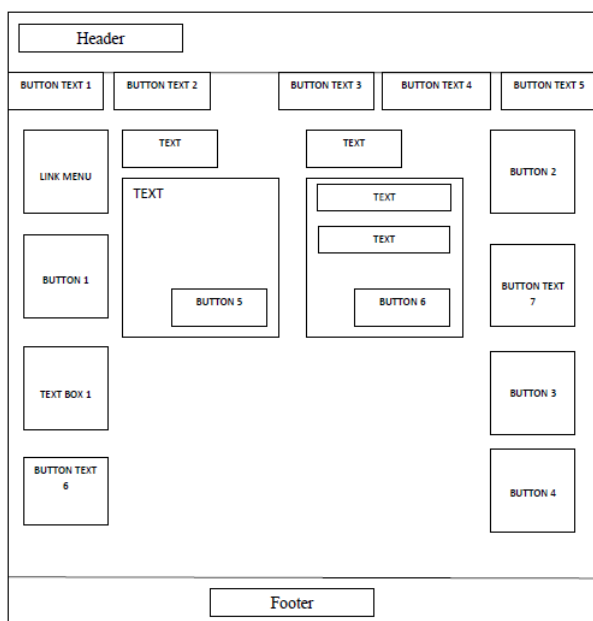 Header
BUTTON TEXT 1
BUTTON TEXT 2
BUTTON TEXT 3
BUTTON TEXT 4
BUTTON TEXT 5
LINK MENU
BUTTON 1
TEXT BOX 1
BUTTON TEXT
6
TEXT
TEXT
BUTTON 5
TEXT
TEXT
TEXT
BUTTON 6
BUTTON 2
BUTTON TEXT
7
BUTTON 3
BUTTON 4
Footer